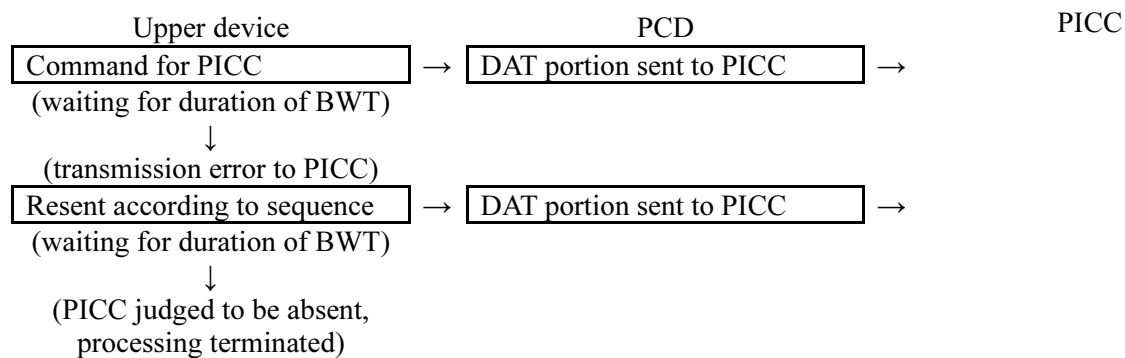 Upper device PCD PICC
Command for PICC → DAT portion sent to PICC →
(waiting for duration of BWT)
↓
(transmission error to PICC)
Resent according to sequence → DAT portion sent to PICC →
(waiting for duration of BWT)
↓
(PICC judged to be absent,
processing terminated)